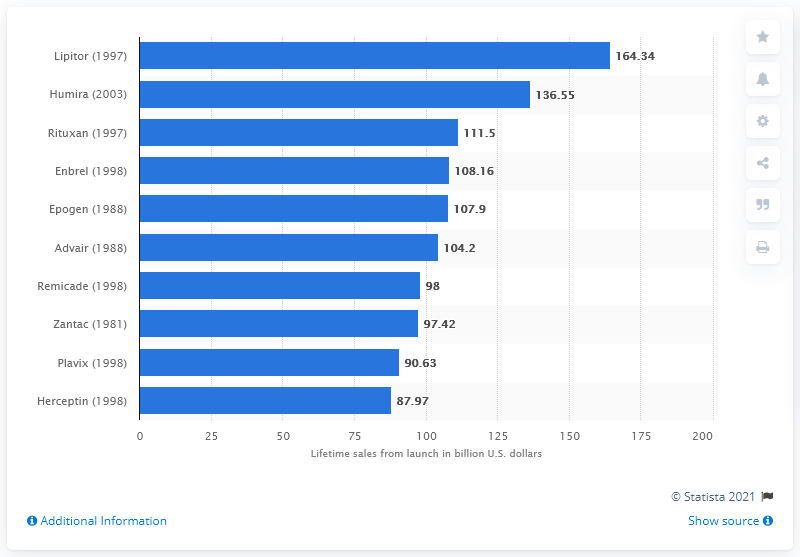 Lipitor (1997) 164.34
Humira (2003) 136.55
Rituxan (1997) 111.5
Enbrel (1998) 108.16
Epogen (1988) 107.9
Advair (1988) 104.2
Remicade (1998) 98
Zantac (1981) 97.42
Plavix (1998) 90.63
Herceptin (1998) 87.97
0 25 50 75 100 125 150 175 200
Lifetime sales from launch in billion U.S. dollars
© Statista 2021
Additional Information
Show source